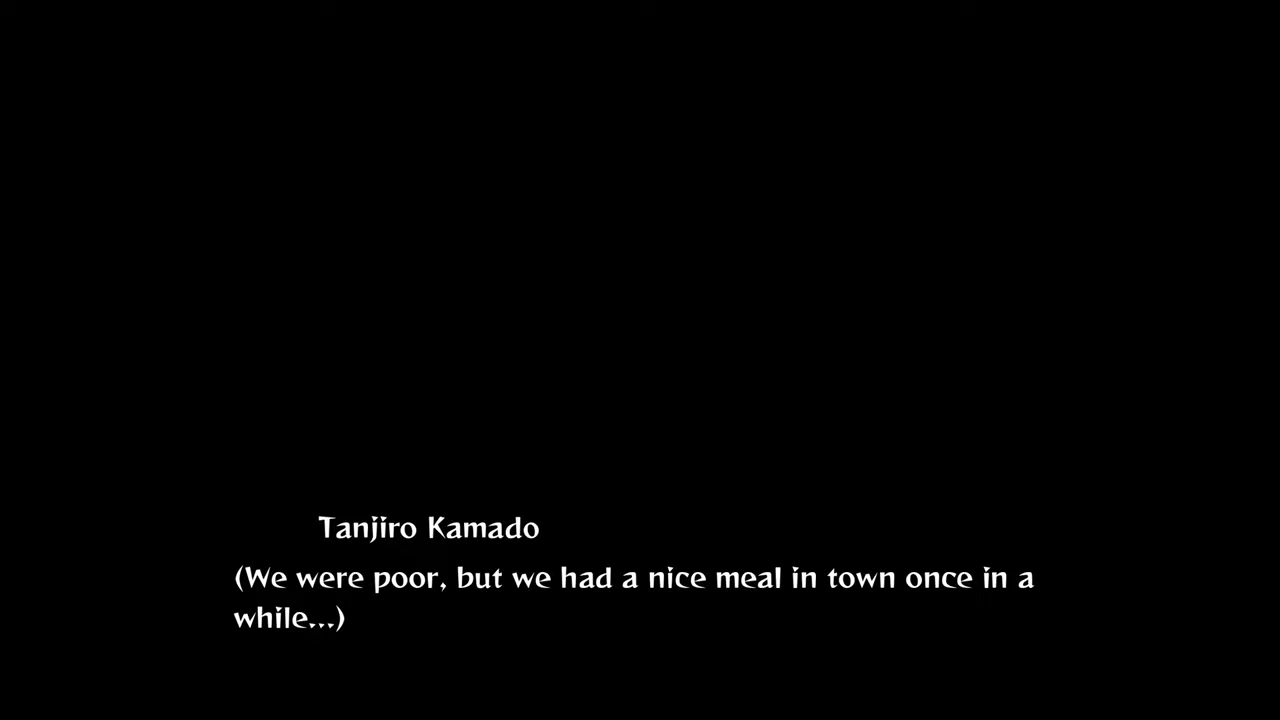 Tanjiro Kamado
(We were poor, but we had a nice meal in town once in a
while...)